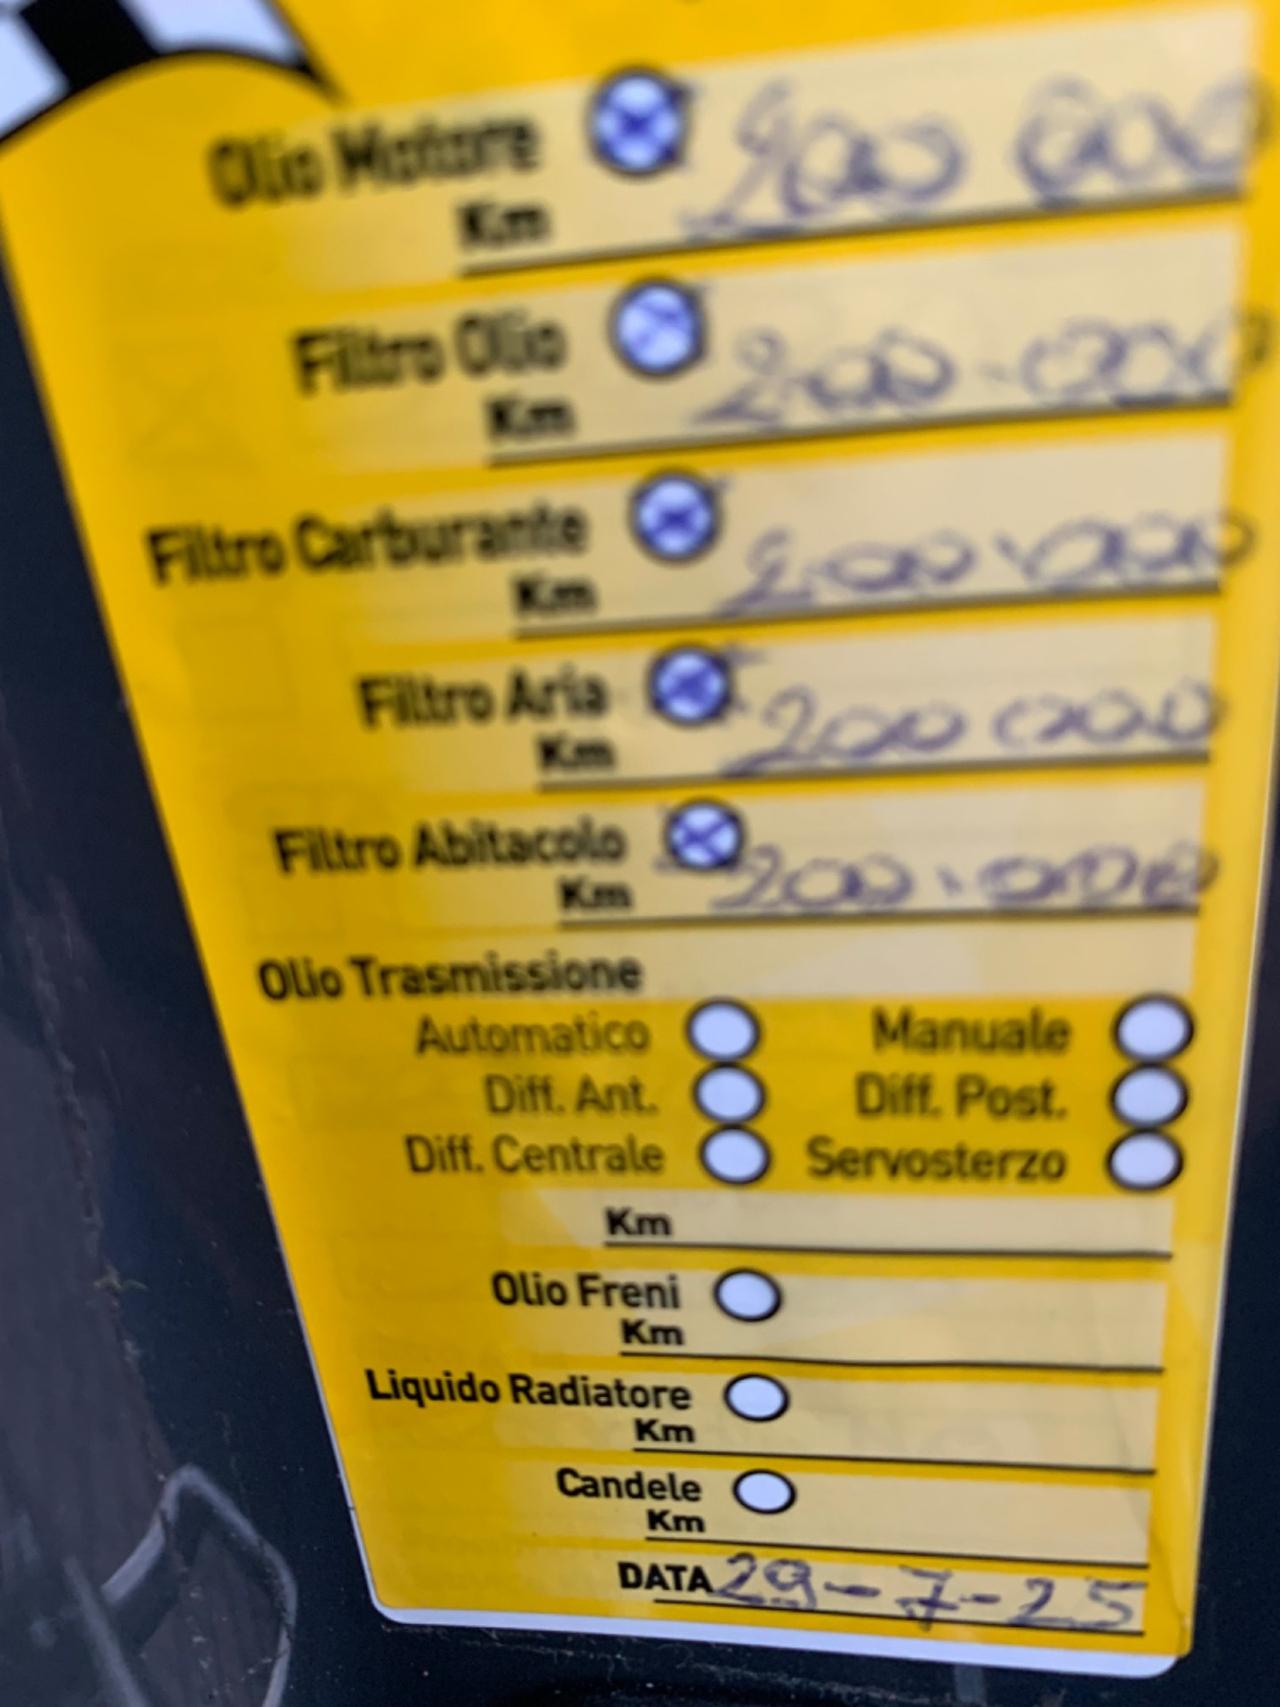 Olio Motore 200 000
Km
Filtro Olio 200.000
Km
Filtro Carburante 200.000
Km
Filtro Aria 200 000
Km
Filtro Abitacolo 200.000
Km
Olio Trasmissione
Automatico Manuale
Diff. Ant. Diff. Post.
Diff. Centrale Servosterzo
Km
Olio Freni
Km
Liquido Radiatore
Km
Candele
Km
DATA 29-7-25